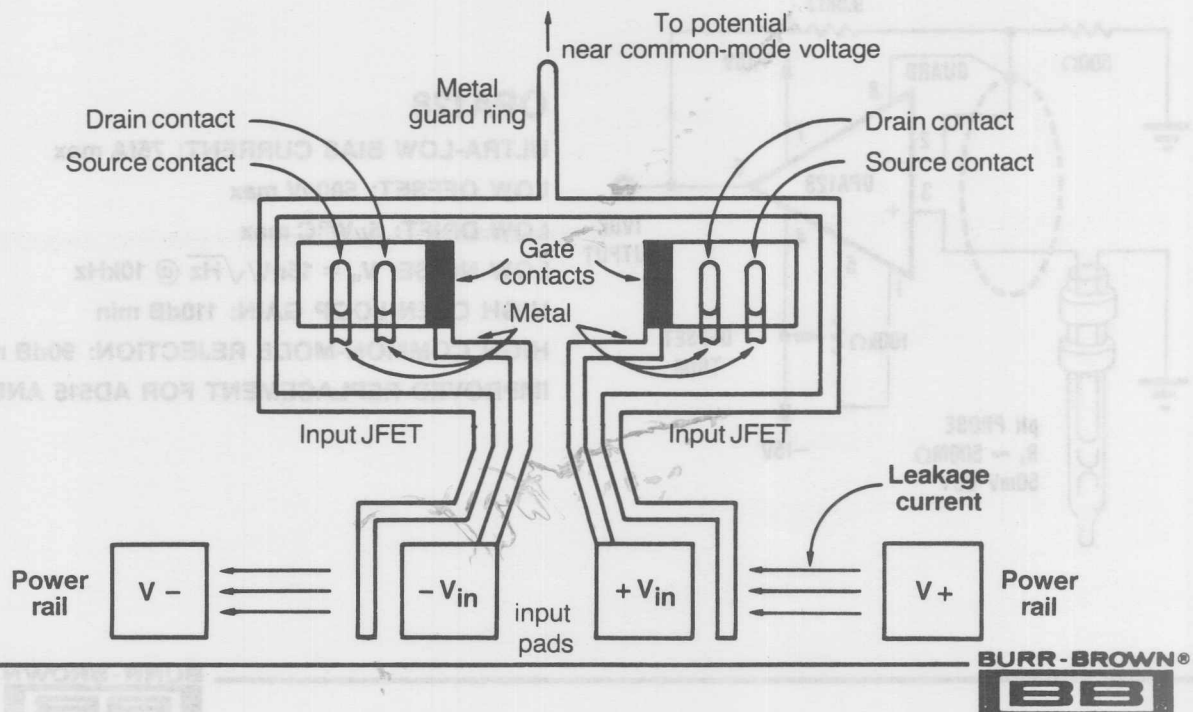 To potential
near common-mode voltage
Metal
guard ring
Drain contact
Source contact
Drain contact
Source contact
Gate
contacts
Metal
Input JFET
Input JFET
Leakage
current
Power
rail
V –
– Vin
input
pads
+ Vin
V +
Power
rail
BURR-BROWN®
BB